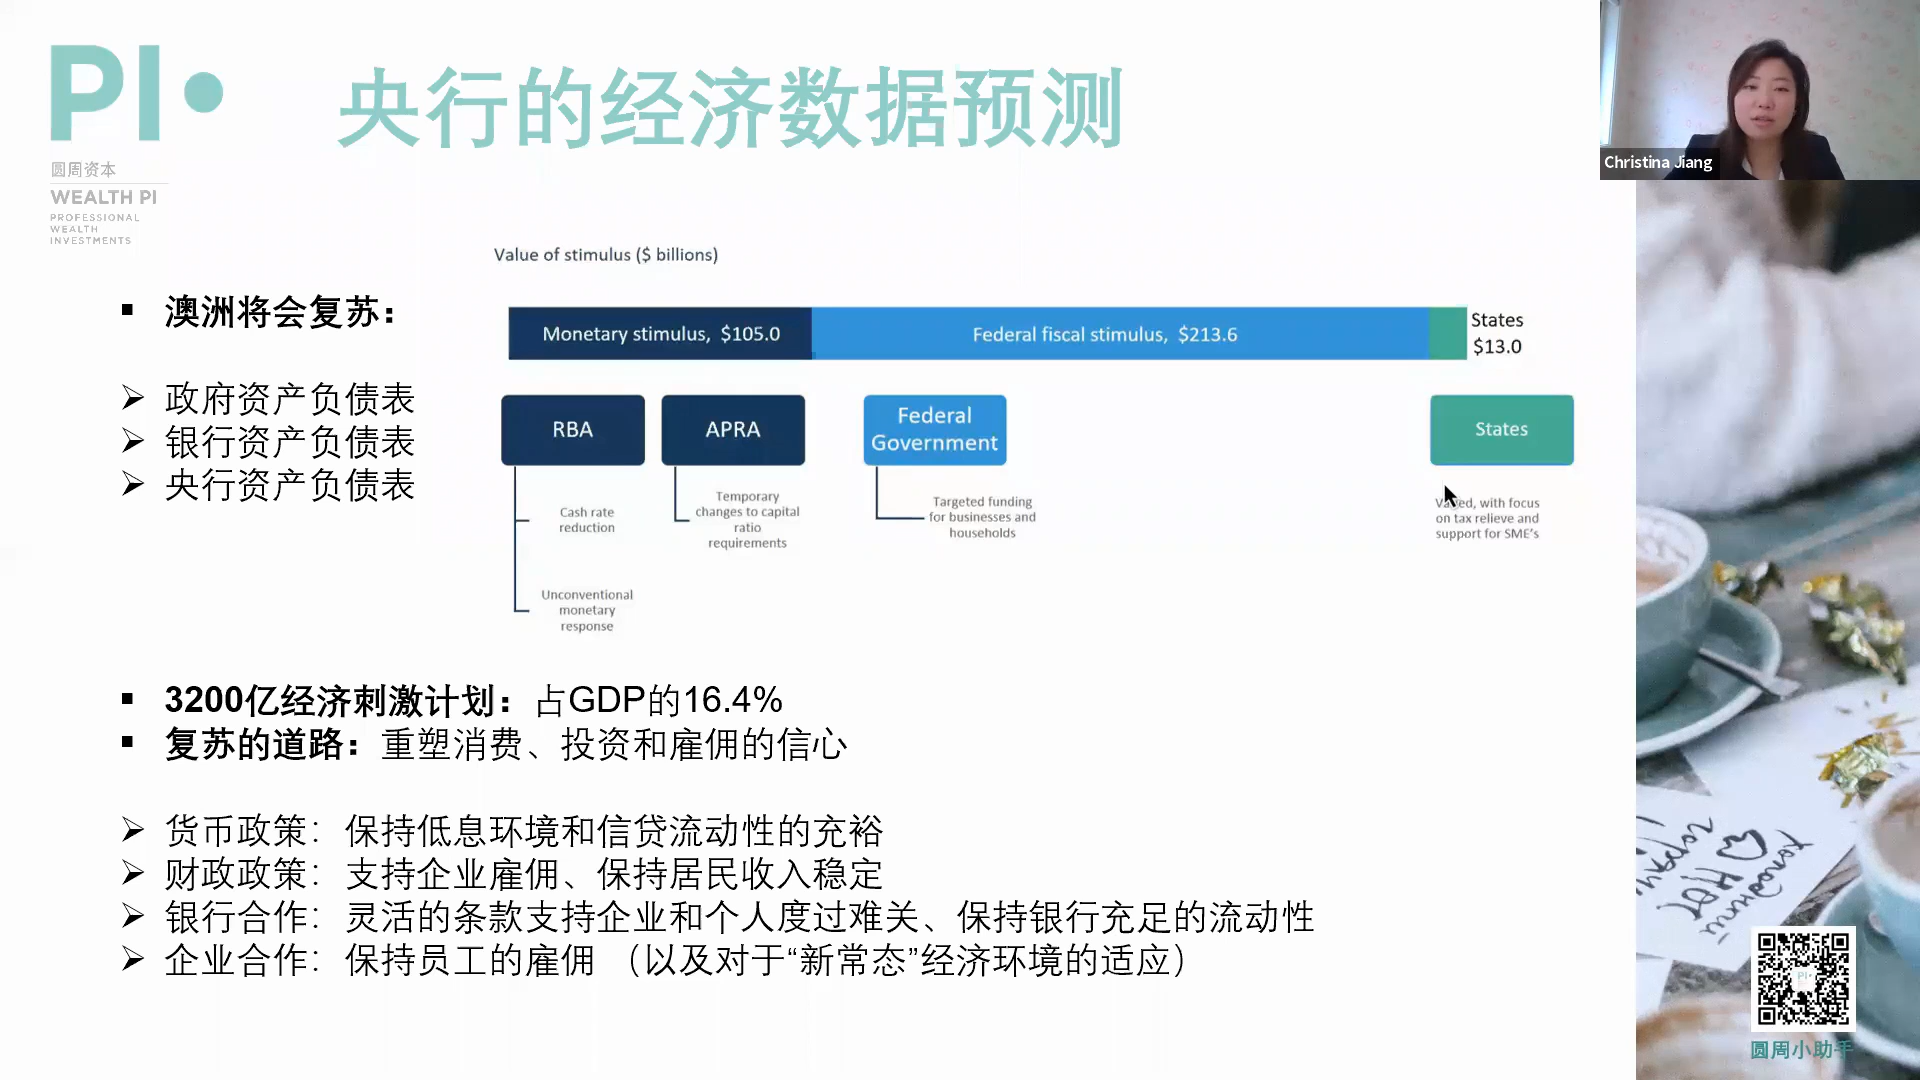 PI
圆周资本
WEALTH PI
PROFESSIONAL
WEALTH
INVESTMENTS
央行的经济数据预测
Christina Jiang
Value of stimulus ($ billions)
▪ 澳洲将会复苏：
Monetary stimulus, $105.0
Federal fiscal stimulus, $213.6
States
$13.0
➢ 政府资产负债表
➢ 银行资产负债表
➢ 央行资产负债表
RBA
APRA
Federal
Government
States
Cash rate
reduction
Unconventional
monetary
response
Temporary
changes to capital
ratio
requirements
Targeted funding
for businesses and
households
Varied, with focus
on tax relieve and
support for SME's
▪ 3200亿经济刺激计划：占GDP的16.4%
▪ 复苏的道路：重塑消费、投资和雇佣的信心
➢ 货币政策：保持低息环境和信贷流动性的充裕
➢ 财政政策：支持企业雇佣、保持居民收入稳定
➢ 银行合作：灵活的条款支持企业和个人度过难关、保持银行充足的流动性
➢ 企业合作：保持员工的雇佣 （以及对于“新常态”经济环境的适应）
圆周小助手